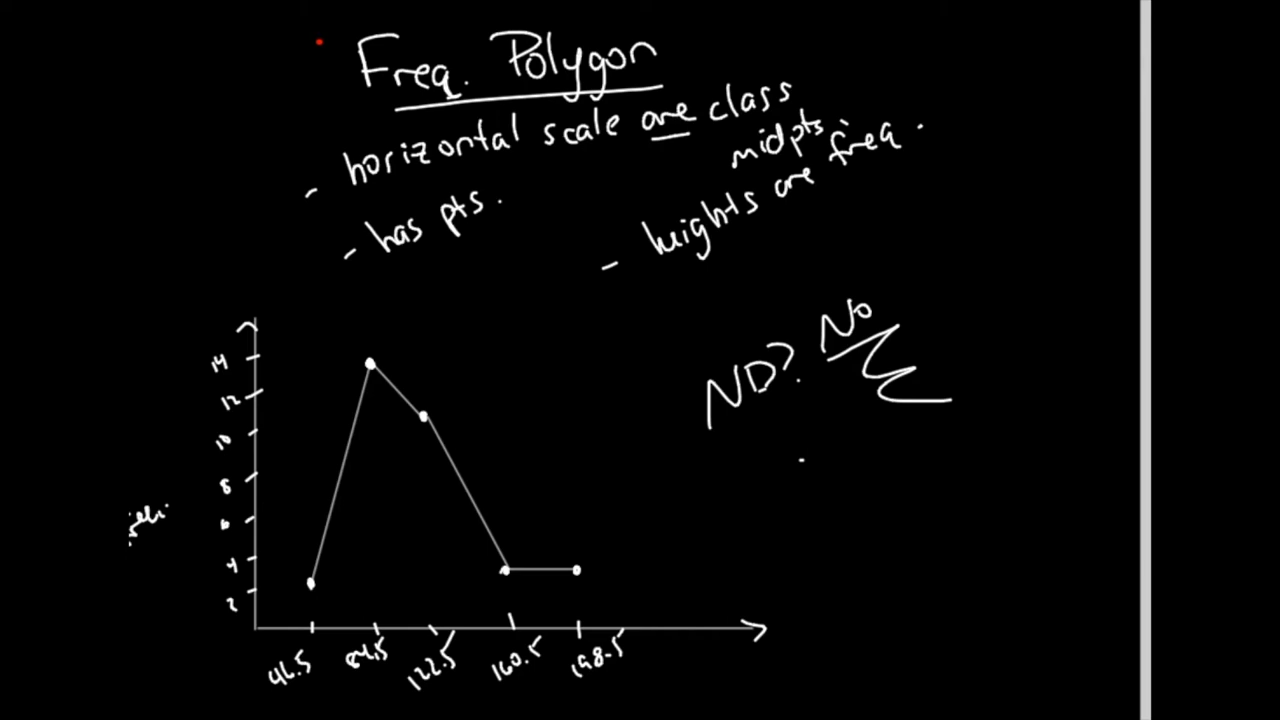 Freq. Polygon
- horizontal scale are class midpts
- has pts.
- heights are freq.
ND? No
14
12
10
8
6
4
2
46.5 84.5 122.5 160.5 198.5